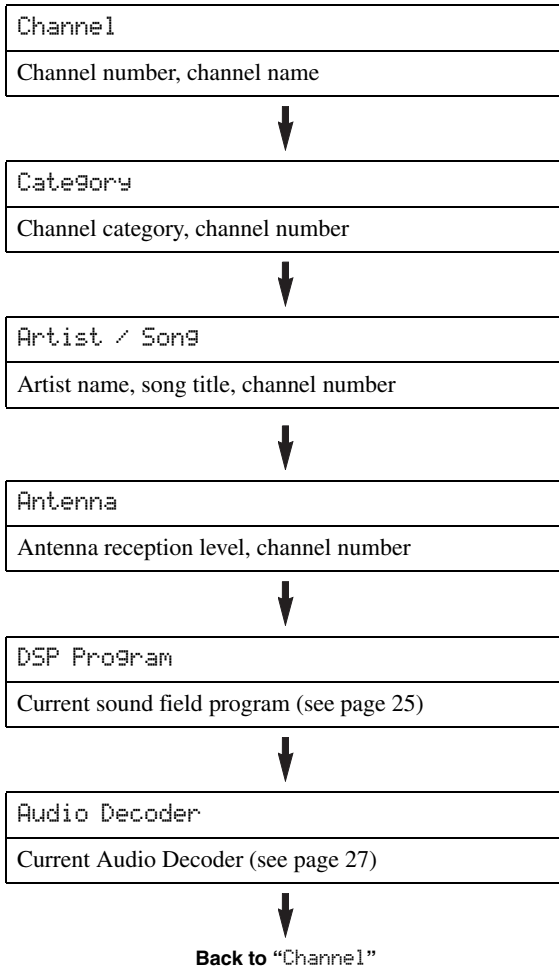 Channel
Channel number, channel name
Category
Channel category, channel number
Artist / Song
Artist name, song title, channel number
Antenna
Antenna reception level, channel number
DSP Program
Current sound field program (see page 25)
Audio Decoder
Current Audio Decoder (see page 27)
Back to “Channel”